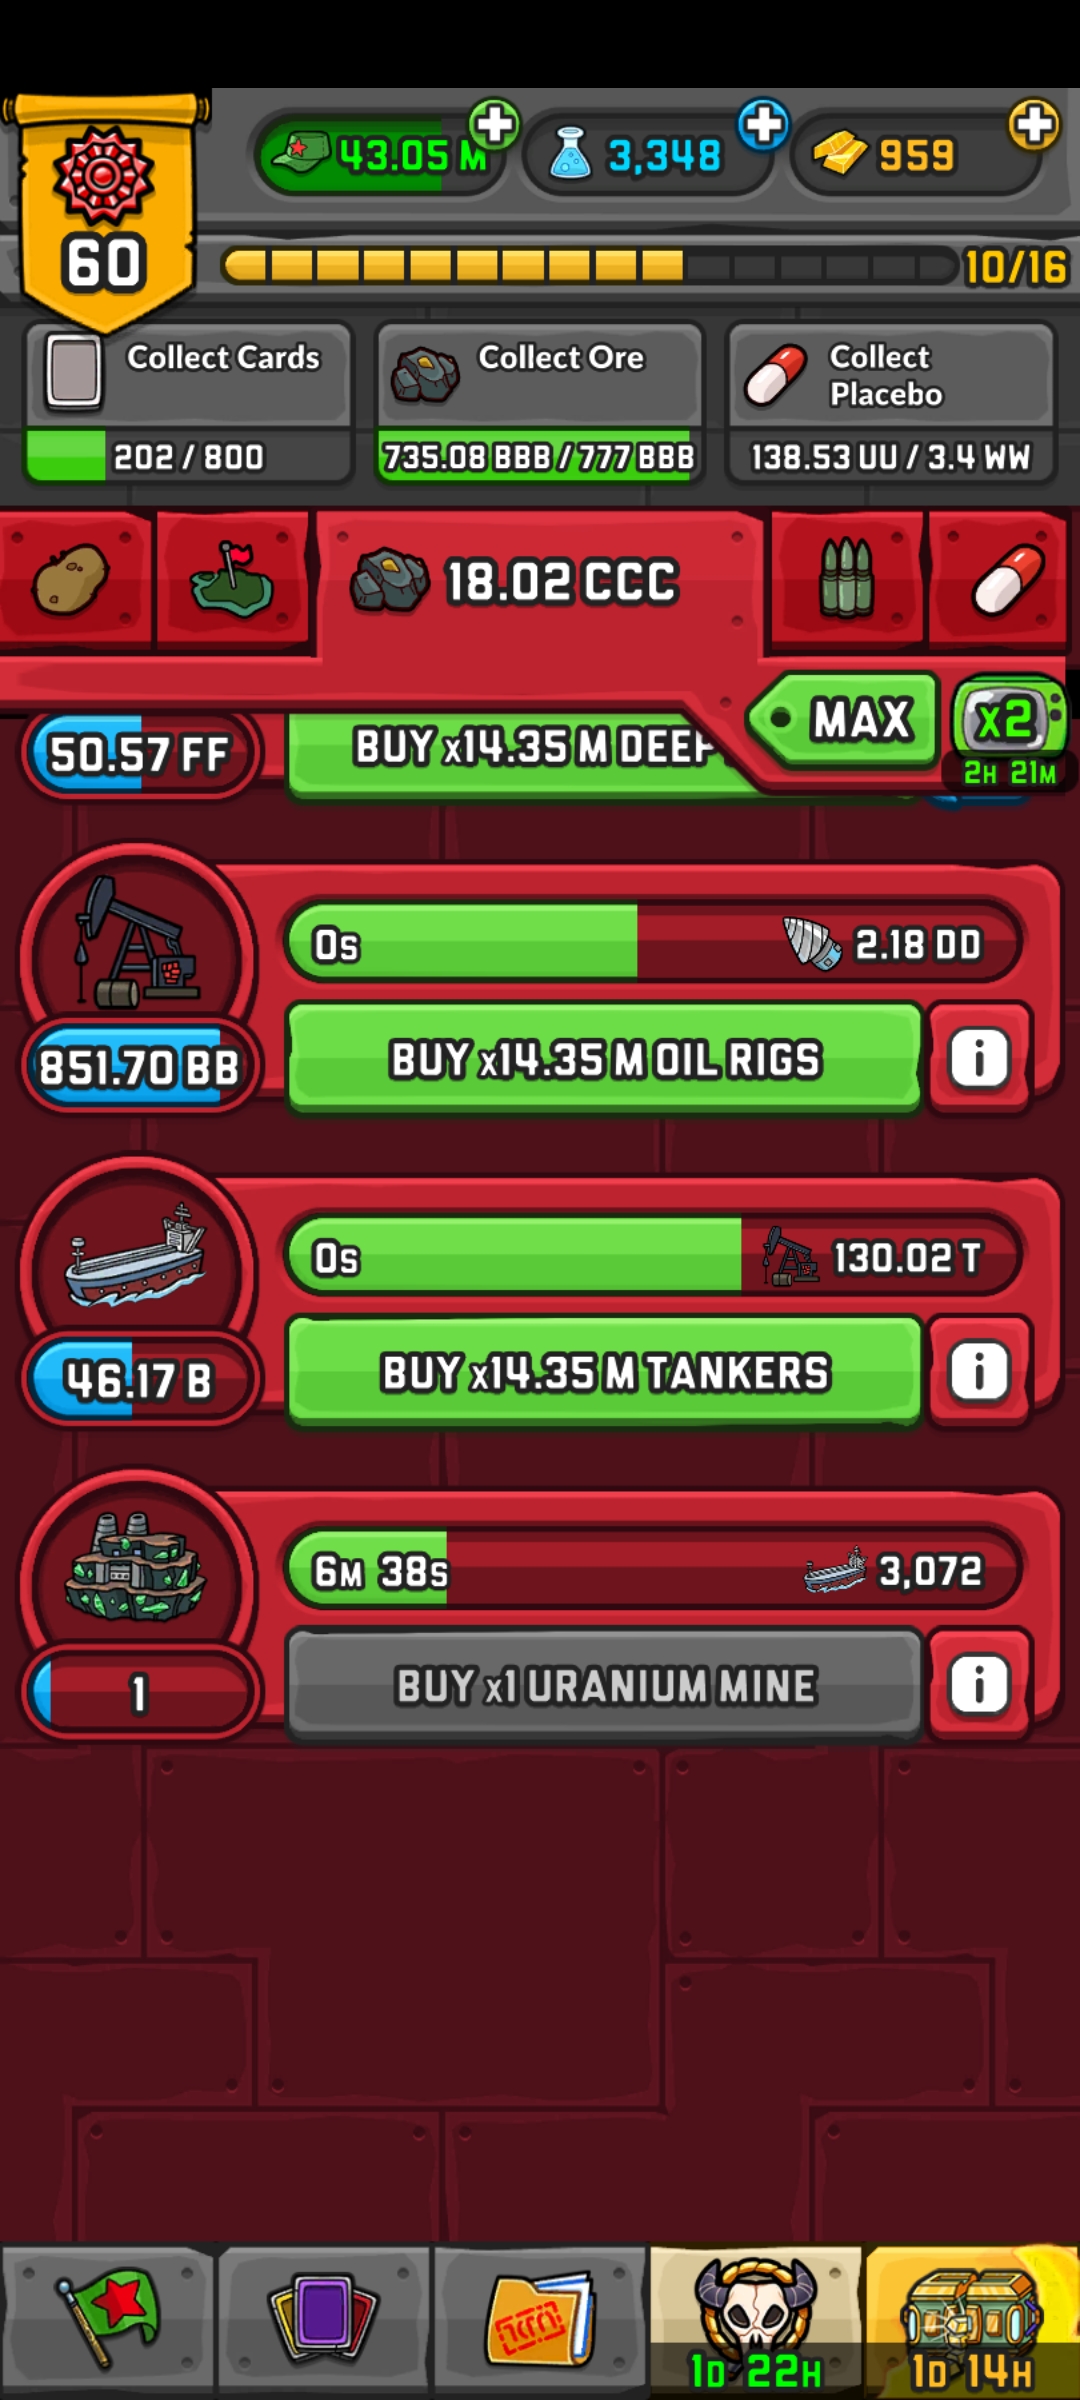 60
43.05 M
3,348
959
10/16
Collect Cards
202 / 800
Collect Ore
735.08 BBB / 777 BBB
Collect
Placebo
138.53 UU / 3.4 WW
18.02 CCC
MAX
x2
2H 21M
50.57 FF
BUY x14.35 M DEEP
0s
2.18 DD
851.70 BB
BUY x14.35 M OIL RIGS
i
0s
130.02 T
46.17 B
BUY x14.35 M TANKERS
i
6M 38s
3,072
1
BUY x1 URANIUM MINE
i
1D 22H
1D 14H